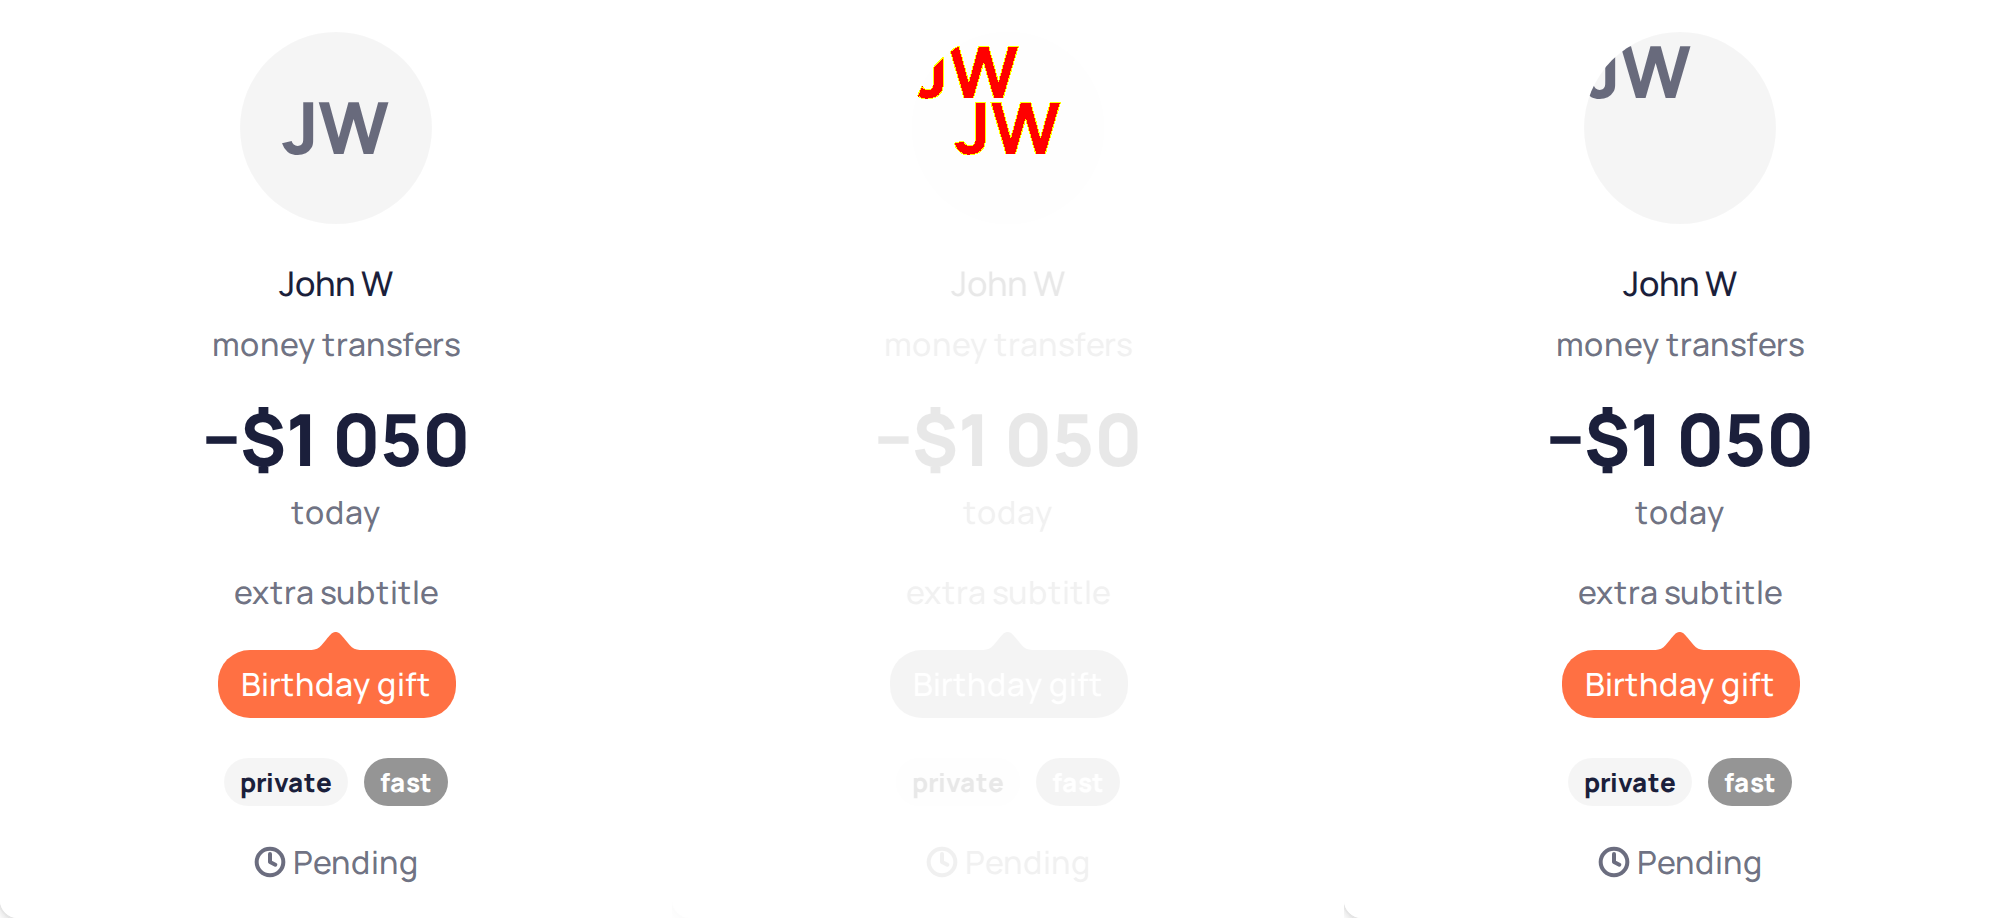 JW
John W
money transfers
−$1 050
today
extra subtitle
Birthday gift
private fast
Pending
JW
JW
John W
money transfers
−$1 050
today
extra subtitle
Birthday gift
private fast
Pending
JW
John W
money transfers
−$1 050
today
extra subtitle
Birthday gift
private fast
Pending